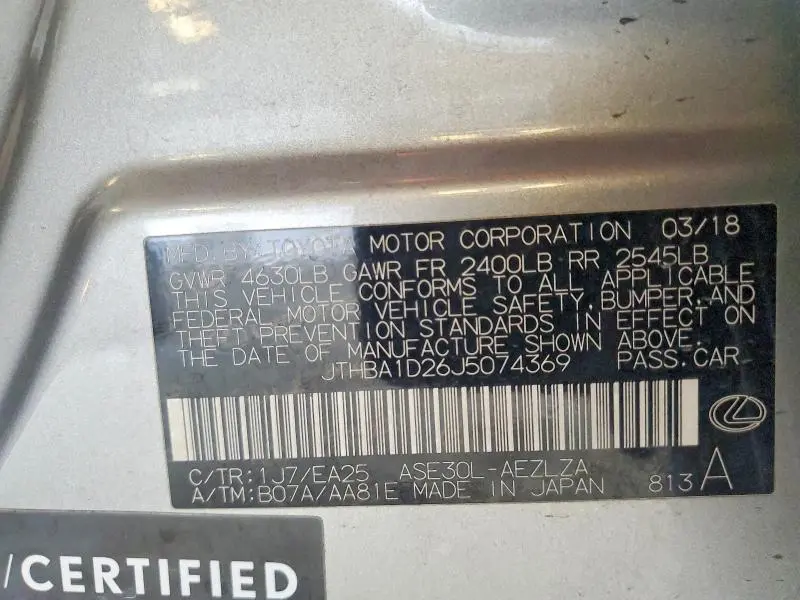 MFD. BY: TOYOTA MOTOR CORPORATION 03/18
GVWR 4630LB GAWR FR 2400LB RR 2545LB
THIS VEHICLE CONFORMS TO ALL APPLICABLE
FEDERAL MOTOR VEHICLE SAFETY, BUMPER, AND
THEFT PREVENTION STANDARDS IN EFFECT ON
THE DATE OF MANUFACTURE SHOWN ABOVE.
JTHBA1D26J5074369 PASS.CAR
C/TR:1J7/EA25 ASE30L-AEZLZA
A/TM:B07A/AA81E MADE IN JAPAN 813 A
/CERTIFIED